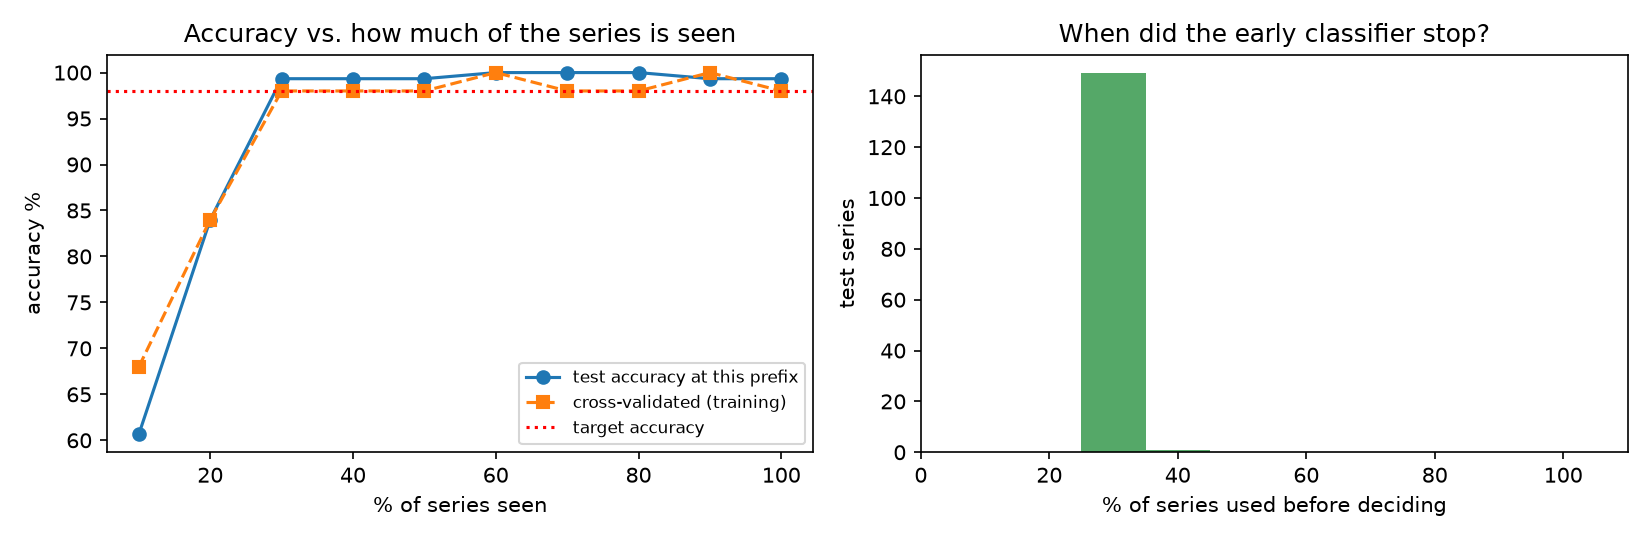 Accuracy vs. how much of the series is seen
accuracy %
100
95
90
85
80
75
70
65
60
test accuracy at this prefix
cross-validated (training)
target accuracy
20 40 60 80 100
% of series seen
When did the early classifier stop?
test series
140
120
100
80
60
40
20
0
0 20 40 60 80 100
% of series used before deciding